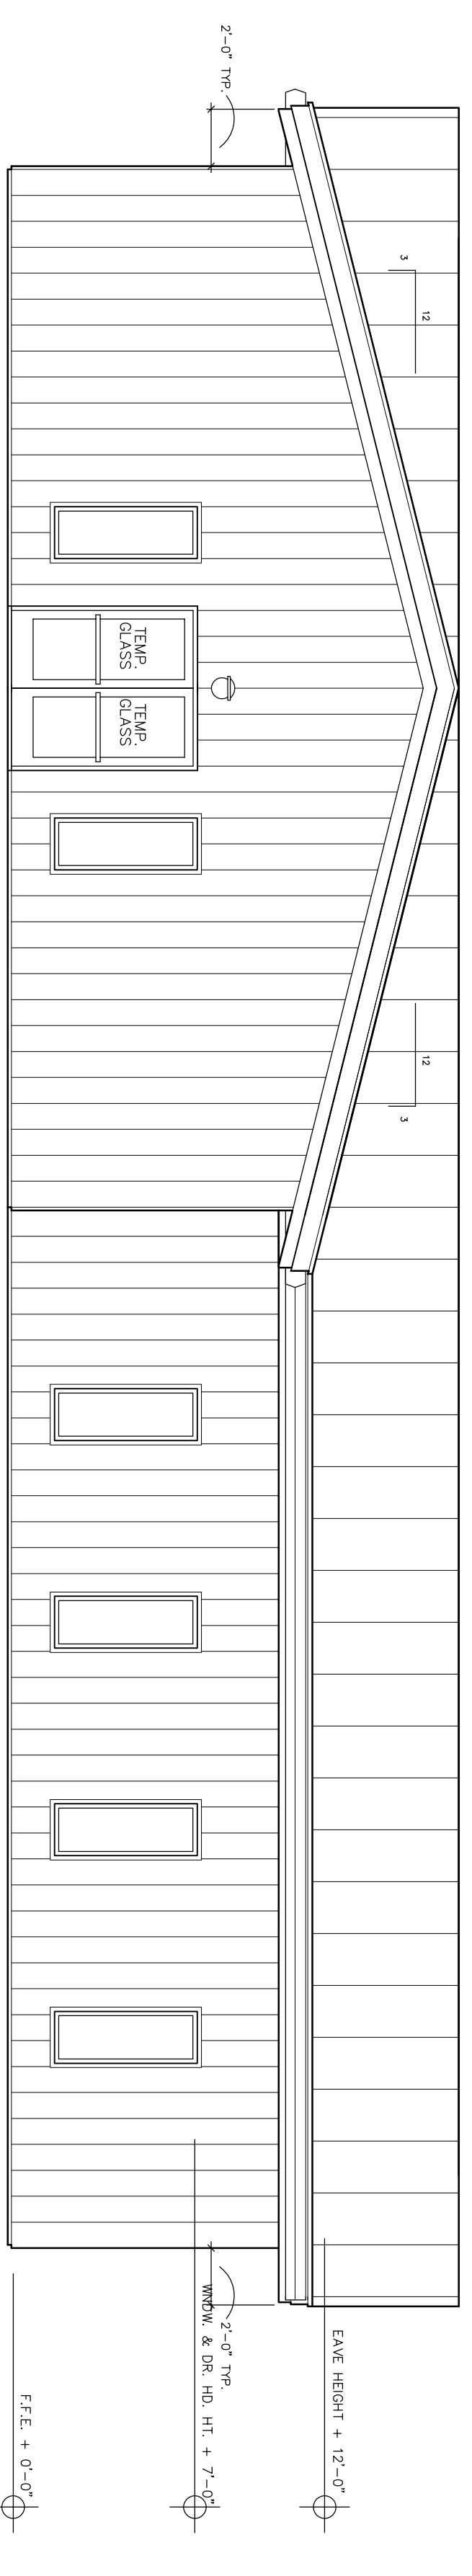 2'-0" TYP.
3
12
TEMP.
GLASS
TEMP.
GLASS
12
3
EAVE HEIGHT + 12'-0"
2'-0" TYP.
WNDW. & DR. HD. HT. + 7'-0"
F.F.E. + 0'-0"